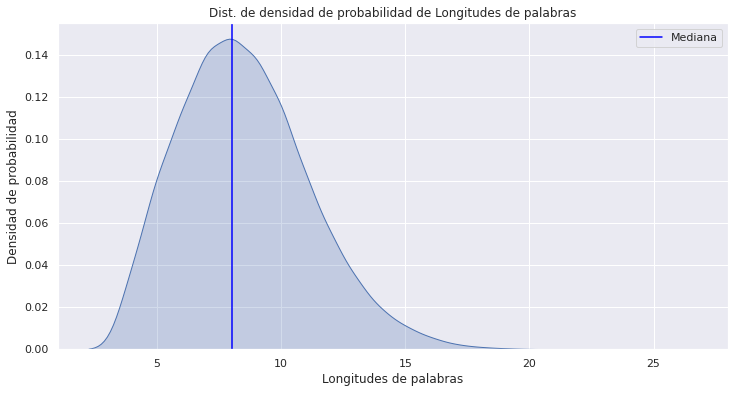 Dist. de densidad de probabilidad de Longitudes de palabras
Mediana
Densidad de probabilidad
0.14
0.12
0.10
0.08
0.06
0.04
0.02
0.00
5 10 15 20 25
Longitudes de palabras